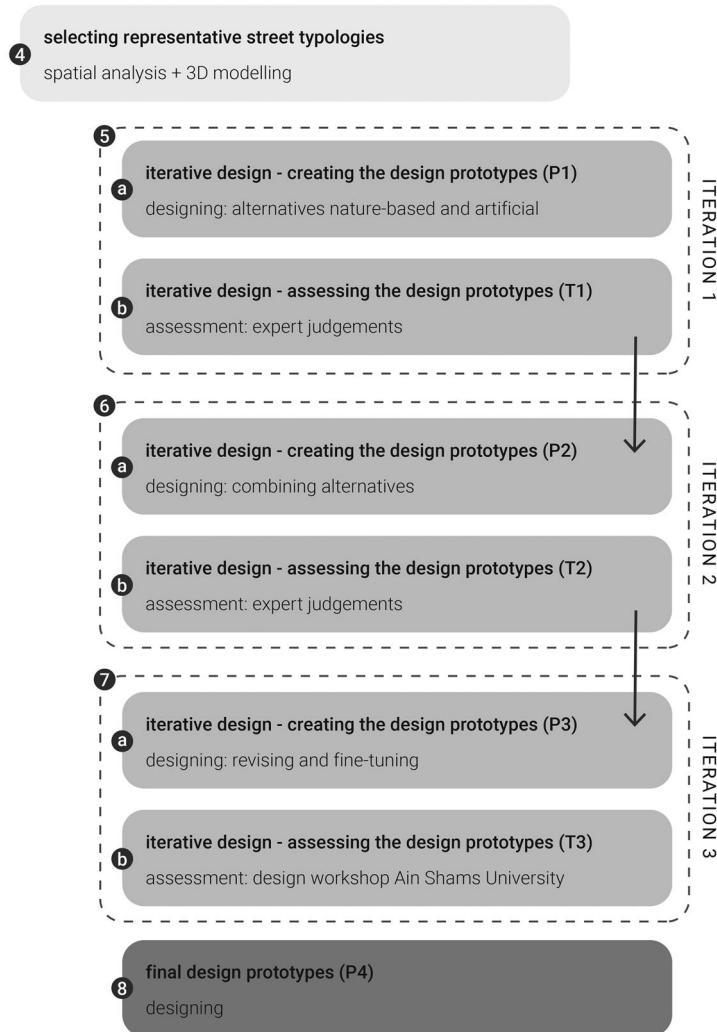 4
selecting representative street typologies
spatial analysis + 3D modelling
5
ITERATION 1
a
iterative design - creating the design prototypes (P1)
designing: alternatives nature-based and artificial
b
iterative design - assessing the design prototypes (T1)
assessment: expert judgements
6
ITERATION 2
a
iterative design - creating the design prototypes (P2)
designing: combining alternatives
b
iterative design - assessing the design prototypes (T2)
assessment: expert judgements
7
ITERATION 3
a
iterative design - creating the design prototypes (P3)
designing: revising and fine-tuning
b
iterative design - assessing the design prototypes (T3)
assessment: design workshop Ain Shams University
8
final design prototypes (P4)
designing